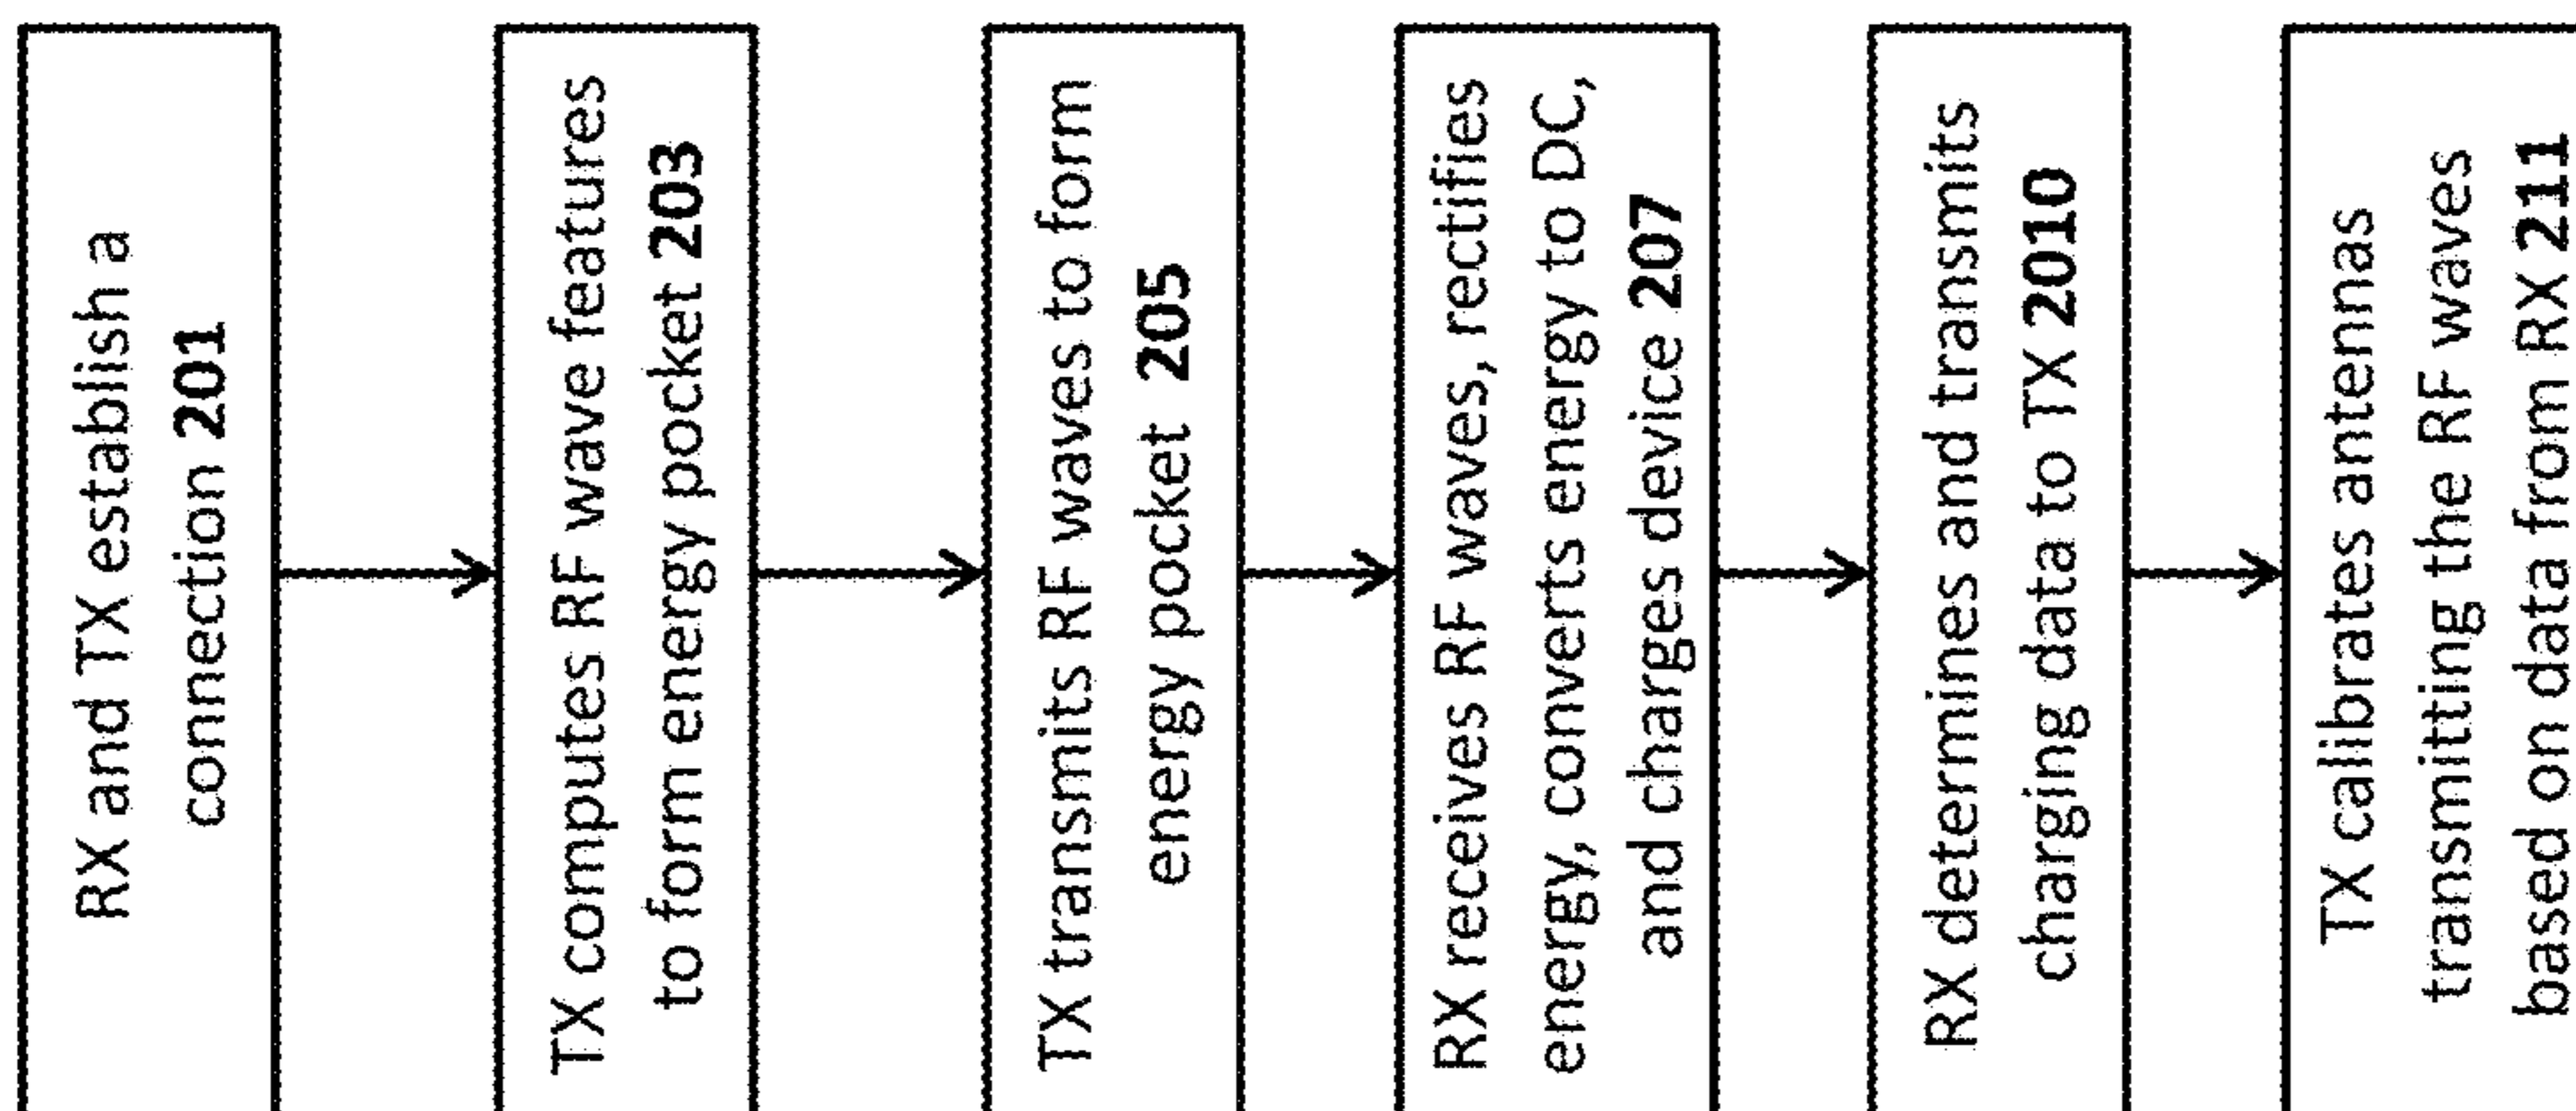 RX and TX establish a
connection 201
TX computes RF wave features
to form energy pocket 203
TX transmits RF waves to form
energy pocket 205
RX receives RF waves, rectifies
energy, converts energy to DC,
and charges device 207
RX determines and transmits
charging data to TX 2010
TX calibrates antennas
transmitting the RF waves
based on data from RX 211